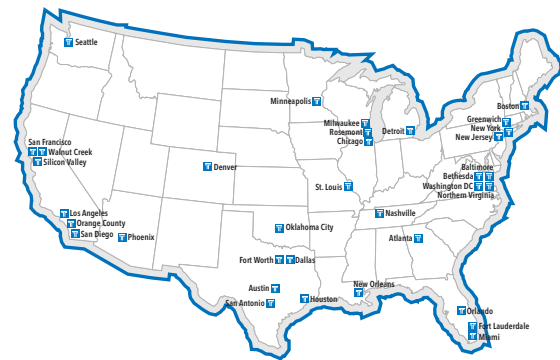 Seattle
Minneapolis
Boston
Milwaukee
Rosemont
Chicago
Detroit
Greenwich
New York
New Jersey
San Francisco
Walnut Creek
Silicon Valley
Denver
St. Louis
Baltimore
Bethesda
Washington DC
Northern Virginia
Los Angeles
Orange County
San Diego
Phoenix
Oklahoma City
Nashville
Atlanta
Fort Worth
Dallas
Austin
San Antonio
Houston
New Orleans
Orlando
Fort Lauderdale
Miami